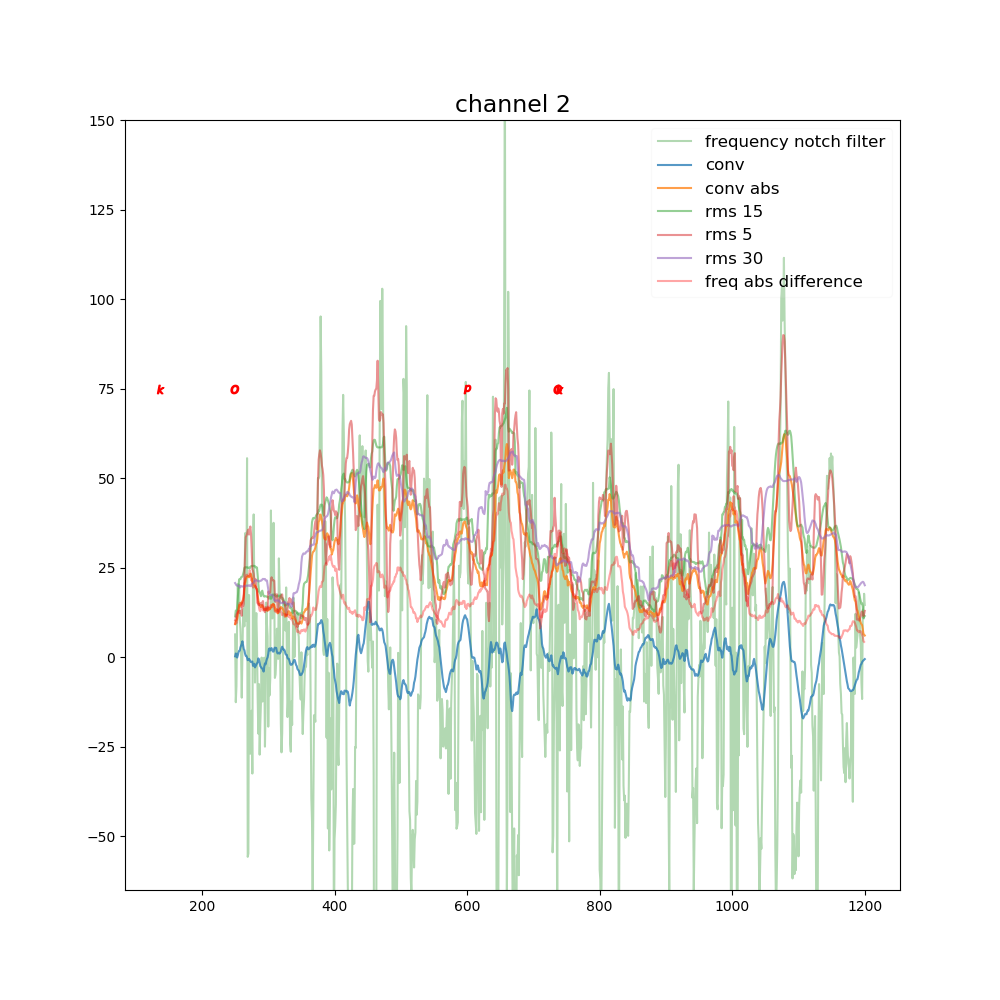 channel 2
150
125
100
75
50
25
0
−25
−50
frequency notch filter
conv
conv abs
rms 15
rms 5
rms 30
freq abs difference
k
o
p
200
400
600
800
1000
1200